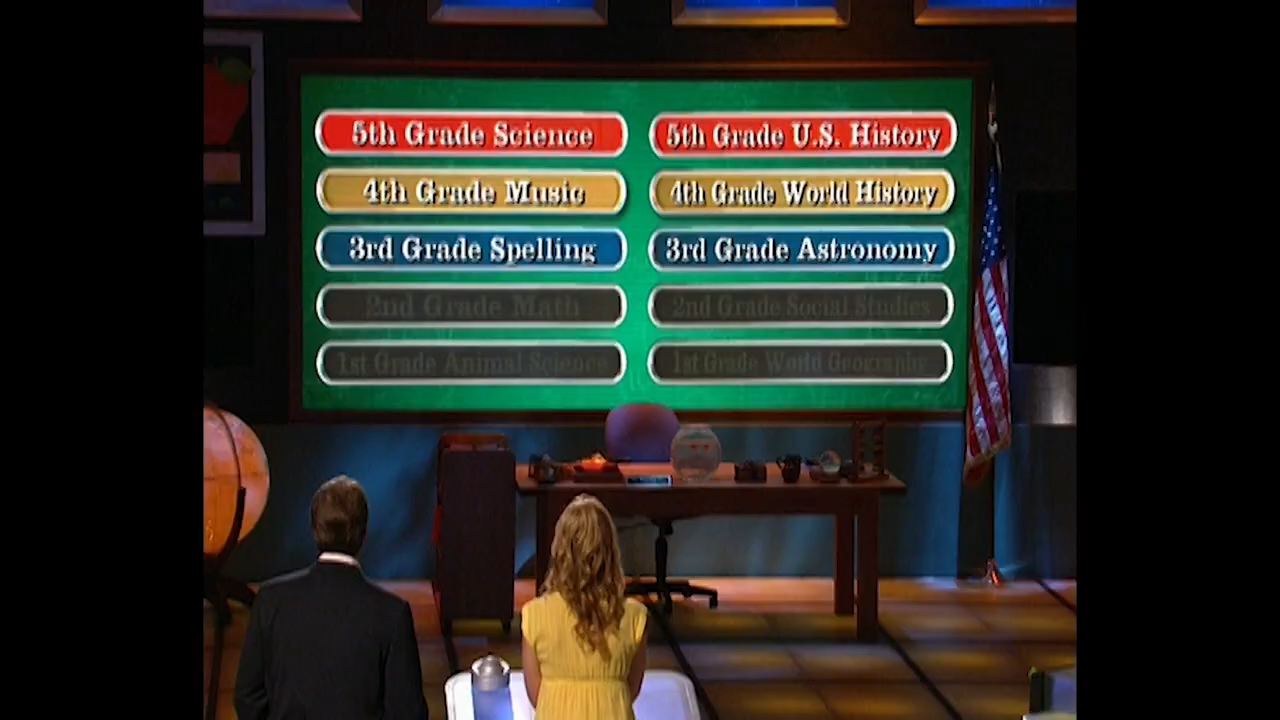 5th Grade Science
5th Grade U.S. History
4th Grade Music
4th Grade World History
3rd Grade Spelling
3rd Grade Astronomy
2nd Grade Math
2nd Grade Social Studies
1st Grade Animal Science
1st Grade World Geography